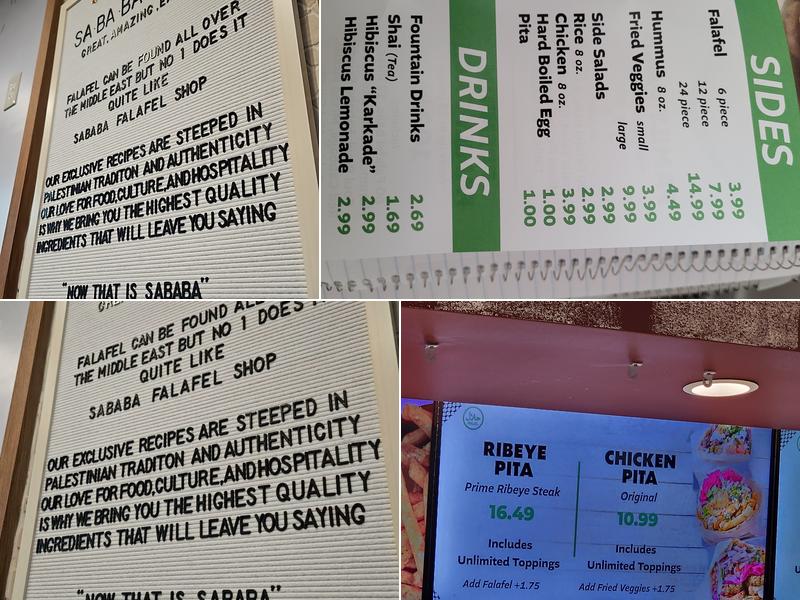 SA·BA·BA
GREAT, AMAZING,
FALAFEL CAN BE FOUND ALL OVER
THE MIDDLE EAST BUT NO 1 DOES IT
QUITE LIKE
SABABA FALAFEL SHOP
OUR EXCLUSIVE RECIPES ARE STEEPED IN
PALESTINIAN TRADITON AND AUTHENTICITY
OUR LOVE FOR FOOD,CULTURE,AND HOSPITALITY
IS WHY WE BRING YOU THE HIGHEST QUALITY
INGREDIENTS THAT WILL LEAVE YOU SAYING
"NOW THAT IS SABABA"
SIDES
Falafel 6 piece 3.99
12 piece 7.99
24 piece 14.99
Hummus 8 oz. 4.49
Fried Veggies small 3.99
large 9.99
Side Salads 2.99
Rice 8 oz. 2.99
Chicken 8 oz. 3.99
Hard Boiled Egg 1.00
Pita 1.00
DRINKS
Fountain Drinks 2.69
Shai (Tea) 1.69
Hibiscus "Karkade" 2.99
Hibiscus Lemonade 2.99
FALAFEL CAN BE FOUND ALL
THE MIDDLE EAST BUT NO 1 DOES IT
QUITE LIKE
SABABA FALAFEL SHOP
OUR EXCLUSIVE RECIPES ARE STEEPED IN
PALESTINIAN TRADITON AND AUTHENTICITY
OUR LOVE FOR FOOD,CULTURE,AND HOSPITALITY
IS WHY WE BRING YOU THE HIGHEST QUALITY
INGREDIENTS THAT WILL LEAVE YOU SAYING
"NOW THAT IS SABABA"
RIBEYE
PITA
Prime Ribeye Steak
16.49
Includes
Unlimited Toppings
Add Falafel +1.75
CHICKEN
PITA
Original
10.99
Includes
Unlimited Toppings
Add Fried Veggies +1.75